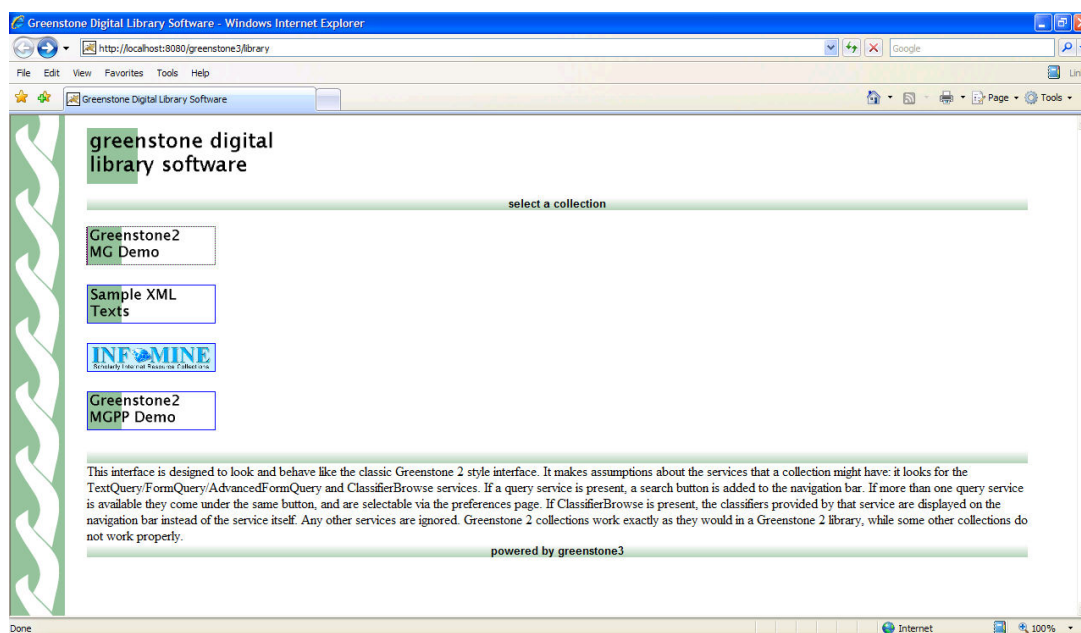 Greenstone Digital Library Software - Windows Internet Explorer
http://localhost:8080/greenstone3/library
Google
File Edit View Favorites Tools Help
Greenstone Digital Library Software
Page Tools
greenstone digital
library software
select a collection
Greenstone2
MG Demo
Sample XML
Texts
INFOMINE
Scholarly Internet Resource Collections
Greenstone2
MGPP Demo
This interface is designed to look and behave like the classic Greenstone 2 style interface. It makes assumptions about the services that a collection might have: it looks for the
TextQuery/FormQuery/AdvancedFormQuery and ClassifierBrowse services. If a query service is present, a search button is added to the navigation bar. If more than one query service
is available they come under the same button, and are selectable via the preferences page. If ClassifierBrowse is present, the classifiers provided by that service are displayed on the
navigation bar instead of the service itself. Any other services are ignored. Greenstone 2 collections work exactly as they would in a Greenstone 2 library, while some other collections do
not work properly.
powered by greenstone3
Done Internet 100%